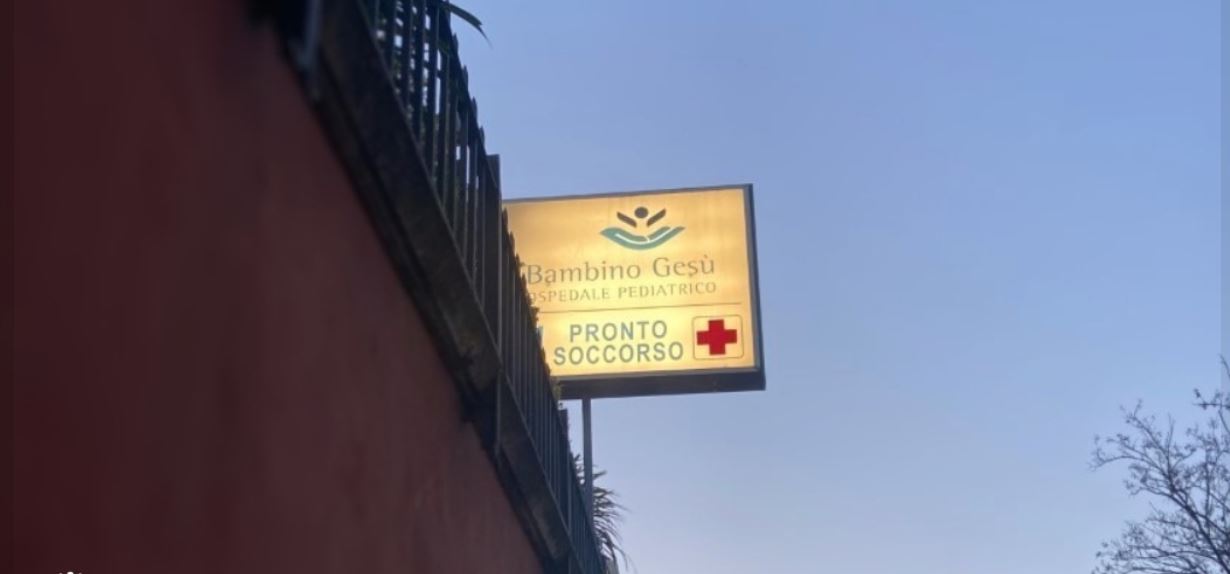 Bambino Gesù
OSPEDALE PEDIATRICO
PRONTO
SOCCORSO